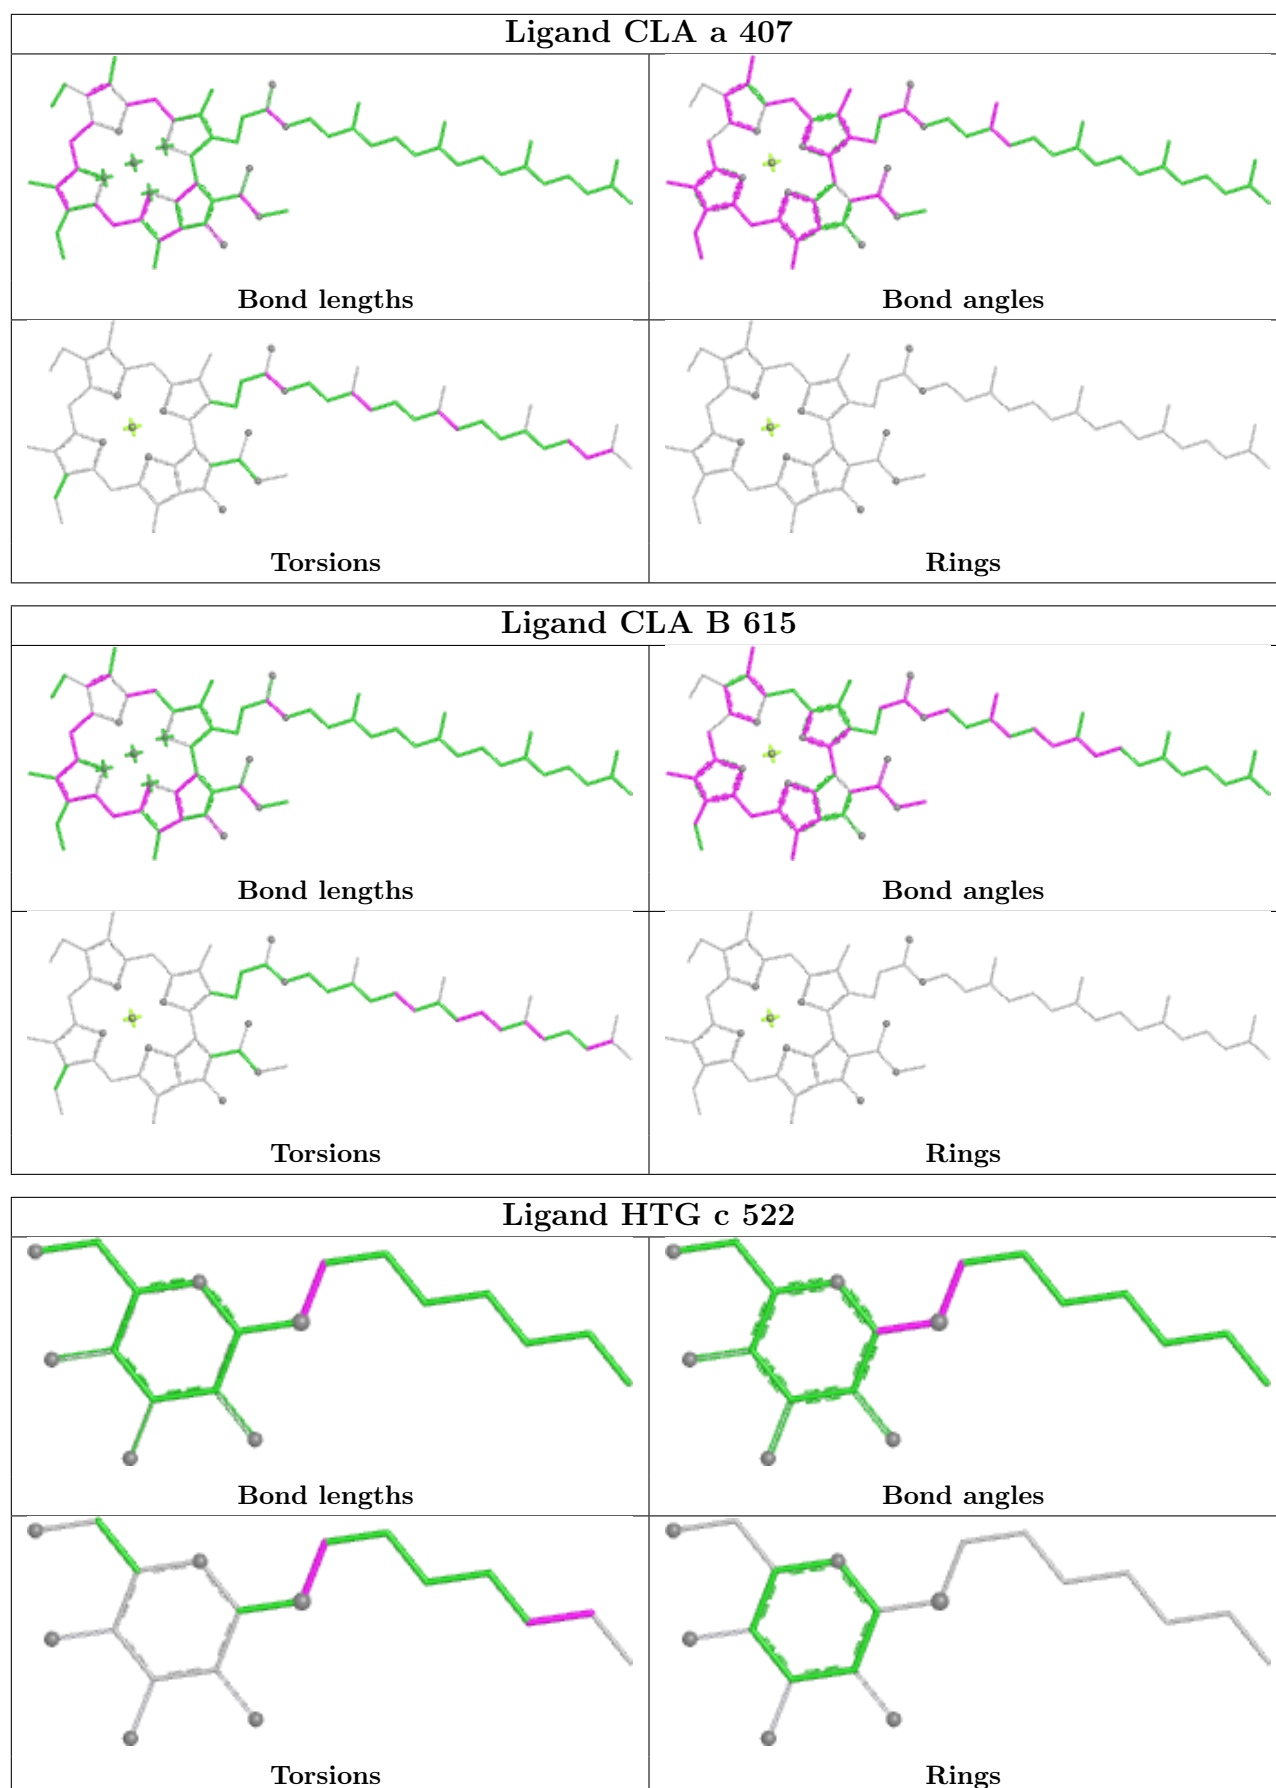 Ligand CLA a 407
Bond lengths
Bond angles
Torsions
Rings
Ligand CLA B 615
Bond lengths
Bond angles
Torsions
Rings
Ligand HTG c 522
Bond lengths
Bond angles
Torsions
Rings